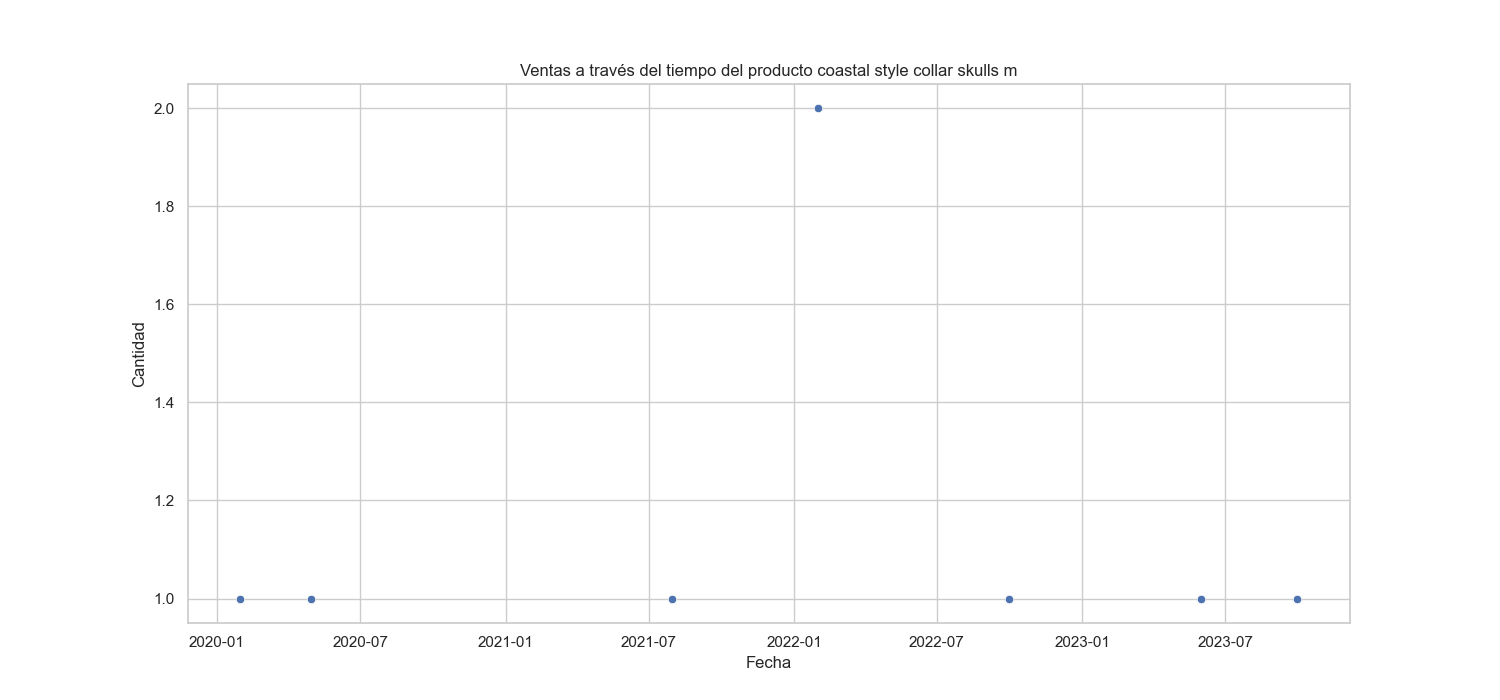 Ventas a través del tiempo del producto coastal style collar skulls m
2.0
1.8
1.6
1.4
1.2
1.0
Cantidad
2020-01 2020-07 2021-01 2021-07 2022-01 2022-07 2023-01 2023-07
Fecha